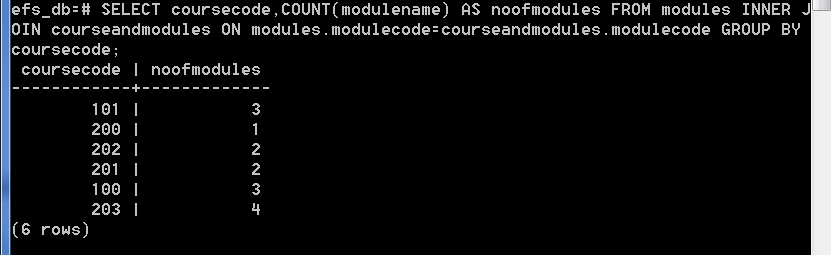 efs_db=# SELECT coursecode,COUNT(modulename) AS noofmodules FROM modules INNER J
OIN courseandmodules ON modules.modulecode=courseandmodules.modulecode GROUP BY
coursecode;
 coursecode | noofmodules
------------+-------------
        101 |           3
        200 |           1
        202 |           2
        201 |           2
        100 |           3
        203 |           4
(6 rows)